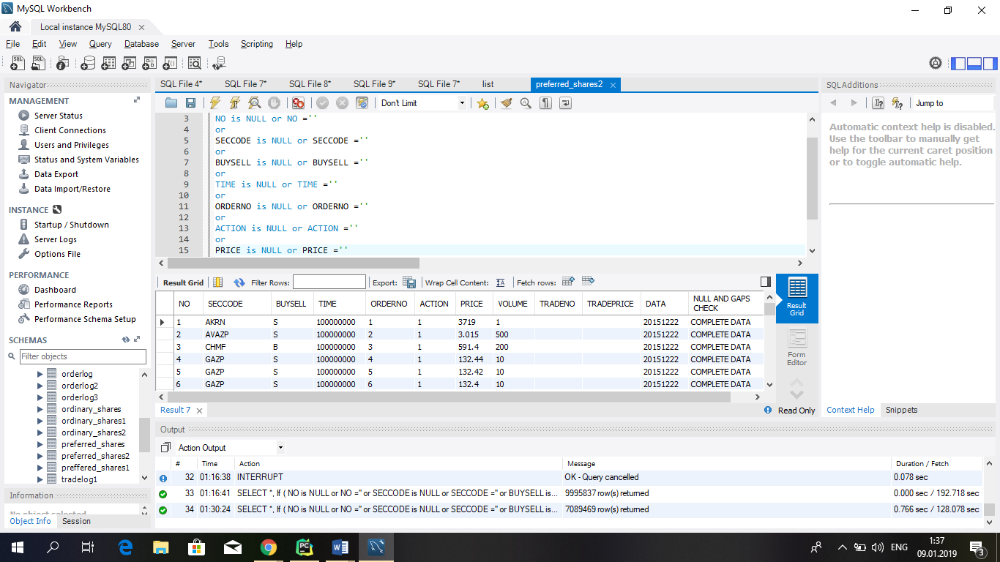 MySQL Workbench
Local instance MySQL80
File Edit View Query Database Server Tools Scripting Help
Navigator
MANAGEMENT
Server Status
Client Connections
Users and Privileges
Status and System Variables
Data Export
Data Import/Restore
INSTANCE
Startup / Shutdown
Server Logs
Options File
PERFORMANCE
Dashboard
Performance Reports
Performance Schema Setup
SCHEMAS
Filter objects
orderlog
orderlog2
orderlog3
ordinary_shares
ordinary_shares1
ordinary_shares2
preferred_shares
preferred_shares2
preffered_shares1
tradelog1
Information
No object selected
Object Info Session
SQL File 4* SQL File 7* SQL File 8* SQL File 9* SQL File 7* list preferred_shares2
Don't Limit
3 NO is NULL or NO =''
4 or
5 SECCODE is NULL or SECCODE =''
6 or
7 BUYSELL is NULL or BUYSELL =''
8 or
9 TIME is NULL or TIME =''
10 or
11 ORDERNO is NULL or ORDERNO =''
12 or
13 ACTION is NULL or ACTION =''
14 or
15 PRICE is NULL or PRICE =''
Result Grid Filter Rows: Export: Wrap Cell Content: Fetch rows:
NO SECCODE BUYSELL TIME ORDERNO ACTION PRICE VOLUME TRADENO TRADEPRICE DATA NULL AND GAPS CHECK
1 AKRN S 100000000 1 1 3719 1 20151222 COMPLETE DATA
2 AVAZP S 100000000 2 1 3.015 500 20151222 COMPLETE DATA
3 CHMF B 100000000 3 1 591.4 200 20151222 COMPLETE DATA
4 GAZP S 100000000 4 1 132.44 10 20151222 COMPLETE DATA
5 GAZP S 100000000 5 1 132.42 10 20151222 COMPLETE DATA
6 GAZP S 100000000 6 1 132.4 10 20151222 COMPLETE DATA
Result Grid
Form Editor
Result 7 Read Only
SQLAdditions
Jump to
Automatic context help is disabled.
Use the toolbar to manually get
help for the current caret position
or to toggle automatic help.
Context Help Snippets
Output
Action Output
# Time Action Message Duration / Fetch
32 01:16:38 INTERRUPT OK - Query cancelled 0.078 sec
33 01:16:41 SELECT *, If ( NO is NULL or NO ='' or SECCODE is NULL or SECCODE ='' or BUYSELL is... 9995837 row(s) returned 0.000 sec / 192.718 sec
34 01:30:24 SELECT *, If ( NO is NULL or NO ='' or SECCODE is NULL or SECCODE ='' or BUYSELL is... 7089469 row(s) returned 0.766 sec / 128.078 sec
ENG
1:37
09.01.2019
3